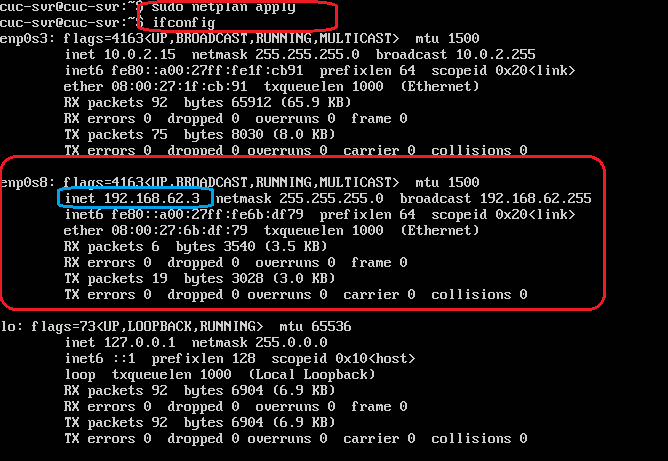 cuc-svr@cuc-svr:~$ sudo netplan apply
cuc-svr@cuc-svr:~$ ifconfig
enp0s3: flags=4163<UP,BROADCAST,RUNNING,MULTICAST>  mtu 1500
        inet 10.0.2.15  netmask 255.255.255.0  broadcast 10.0.2.255
        inet6 fe80::a00:27ff:fe1f:cb91  prefixlen 64  scopeid 0x20<link>
        ether 08:00:27:1f:cb:91  txqueuelen 1000  (Ethernet)
        RX packets 92  bytes 65912 (65.9 KB)
        RX errors 0  dropped 0  overruns 0  frame 0
        TX packets 75  bytes 8030 (8.0 KB)
        TX errors 0  dropped 0 overruns 0  carrier 0  collisions 0
enp0s8: flags=4163<UP,BROADCAST,RUNNING,MULTICAST>  mtu 1500
        inet 192.168.62.3  netmask 255.255.255.0  broadcast 192.168.62.255
        inet6 fe80::a00:27ff:fe6b:df79  prefixlen 64  scopeid 0x20<link>
        ether 08:00:27:6b:df:79  txqueuelen 1000  (Ethernet)
        RX packets 6  bytes 3540 (3.5 KB)
        RX errors 0  dropped 0  overruns 0  frame 0
        TX packets 19  bytes 3028 (3.0 KB)
        TX errors 0  dropped 0 overruns 0  carrier 0  collisions 0
lo: flags=73<UP,LOOPBACK,RUNNING>  mtu 65536
        inet 127.0.0.1  netmask 255.0.0.0
        inet6 ::1  prefixlen 128  scopeid 0x10<host>
        loop  txqueuelen 1000  (Local Loopback)
        RX packets 92  bytes 6904 (6.9 KB)
        RX errors 0  dropped 0  overruns 0  frame 0
        TX packets 92  bytes 6904 (6.9 KB)
        TX errors 0  dropped 0 overruns 0  carrier 0  collisions 0